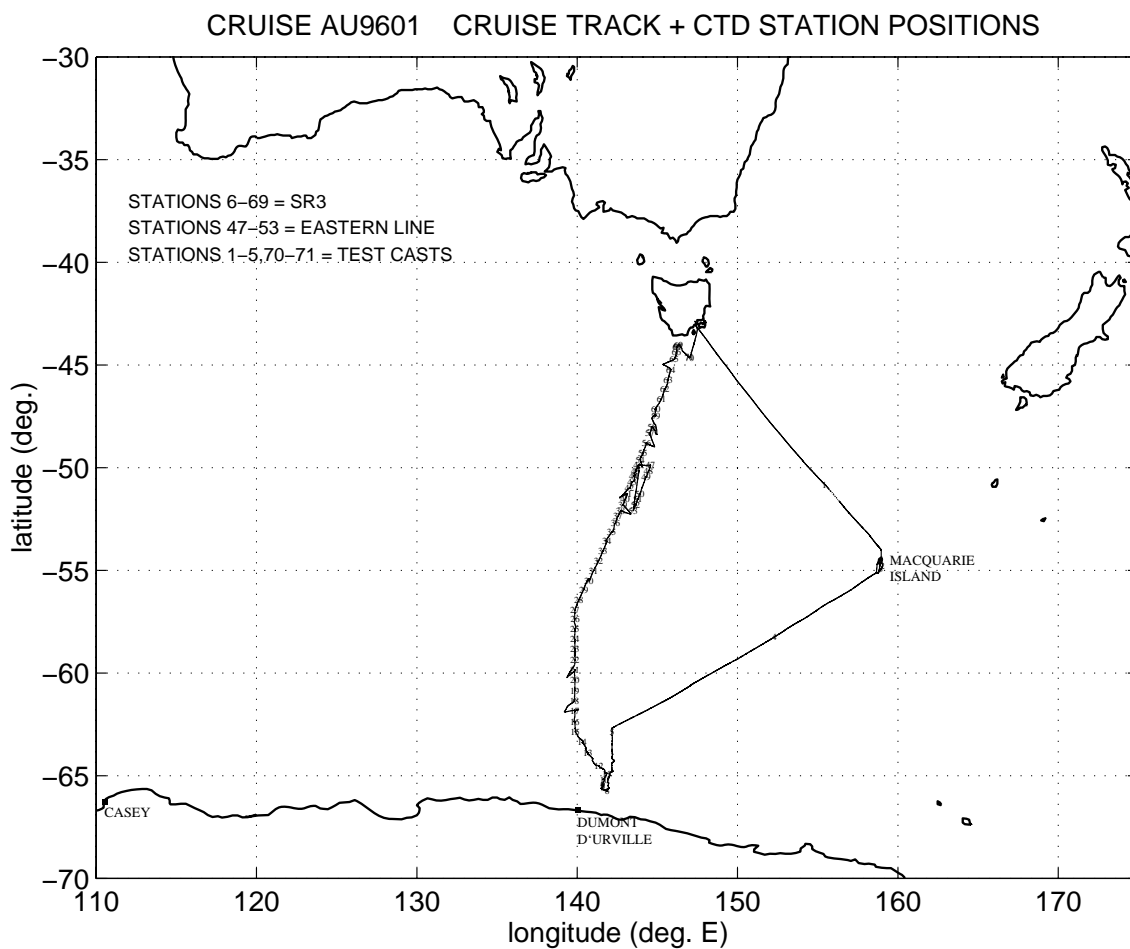 CRUISE AU9601 CRUISE TRACK + CTD STATION POSITIONS
−30
−35
−40
−45
−50
−55
−60
−65
−70
latitude (deg.)
STATIONS 6−69 = SR3
STATIONS 47−53 = EASTERN LINE
STATIONS 1−5,70−71 = TEST CASTS
MACQUARIE
ISLAND
CASEY
DUMONT
D'URVILLE
110 120 130 140 150 160 170
longitude (deg. E)